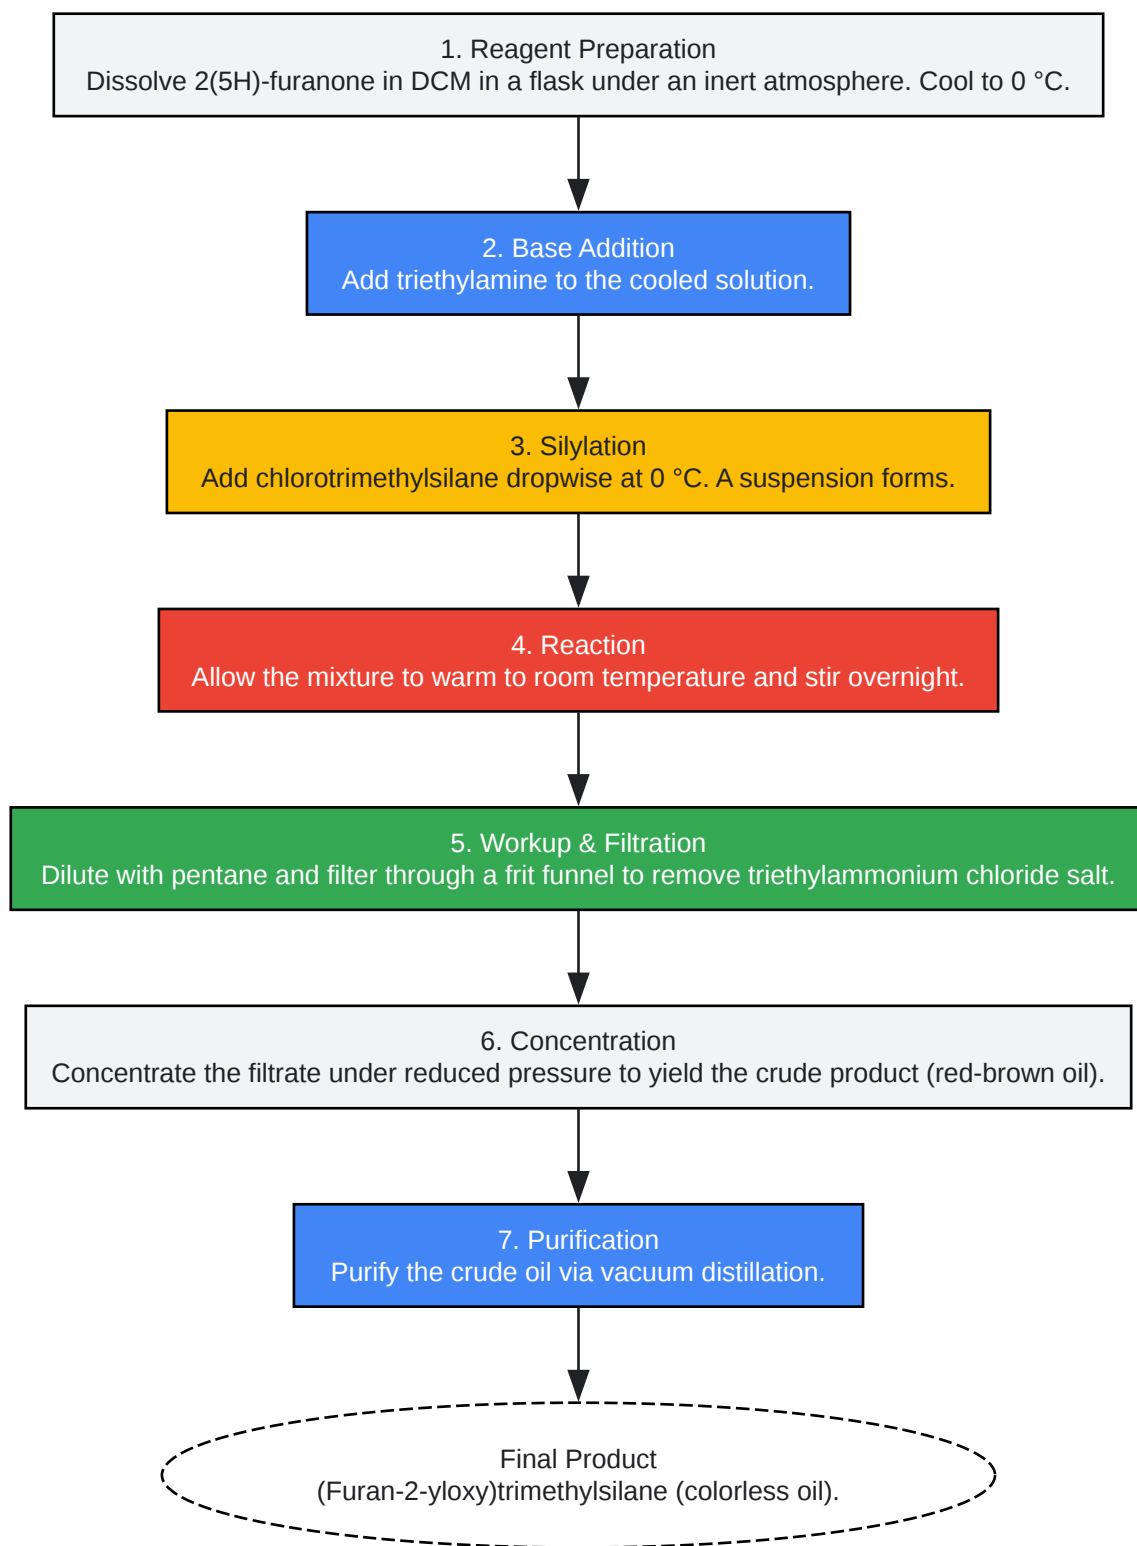 1. Reagent Preparation
Dissolve 2(5H)-furanone in DCM in a flask under an inert atmosphere. Cool to 0 °C.
2. Base Addition
Add triethylamine to the cooled solution.
3. Silylation
Add chlorotrimethylsilane dropwise at 0 °C. A suspension forms.
4. Reaction
Allow the mixture to warm to room temperature and stir overnight.
5. Workup & Filtration
Dilute with pentane and filter through a frit funnel to remove triethylammonium chloride salt.
6. Concentration
Concentrate the filtrate under reduced pressure to yield the crude product (red-brown oil).
7. Purification
Purify the crude oil via vacuum distillation.
Final Product
(Furan-2-yloxy)trimethylsilane (colorless oil).